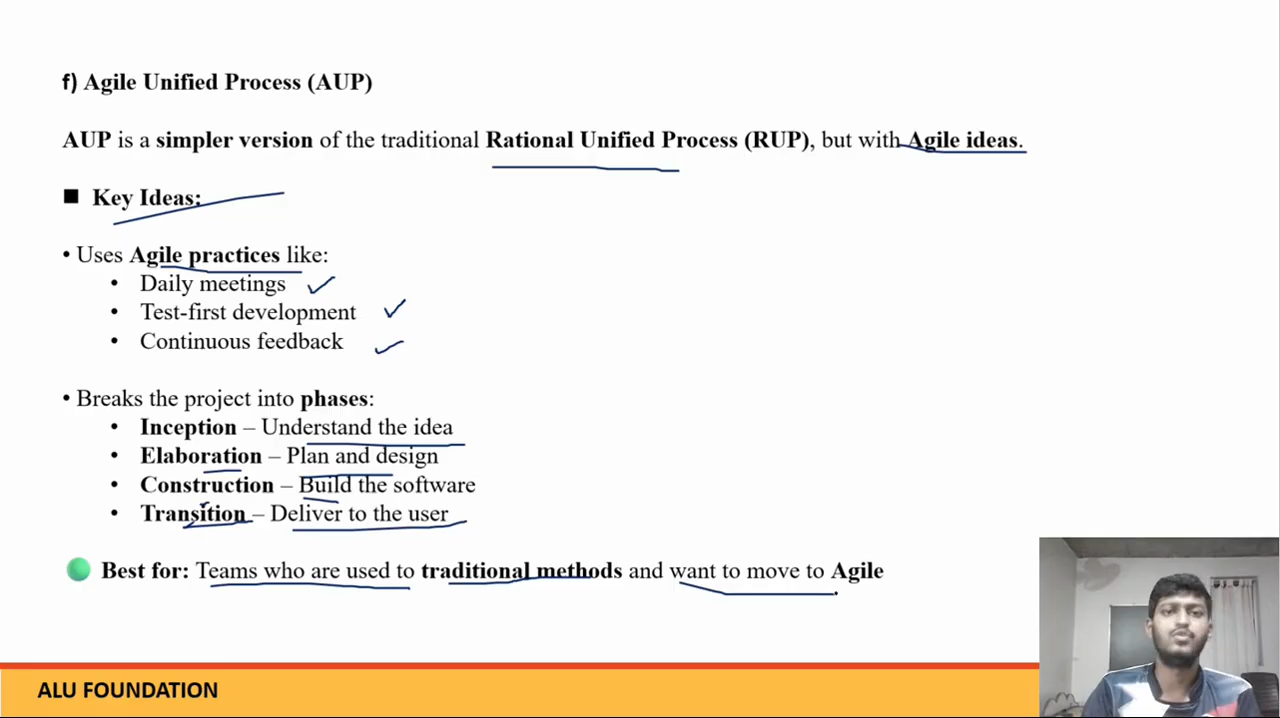 f) Agile Unified Process (AUP)
AUP is a simpler version of the traditional Rational Unified Process (RUP), but with Agile ideas.
■ Key Ideas:
• Uses Agile practices like:
• Daily meetings
• Test-first development
• Continuous feedback
• Breaks the project into phases:
• Inception – Understand the idea
• Elaboration – Plan and design
• Construction – Build the software
• Transition – Deliver to the user
Best for: Teams who are used to traditional methods and want to move to Agile
ALU FOUNDATION